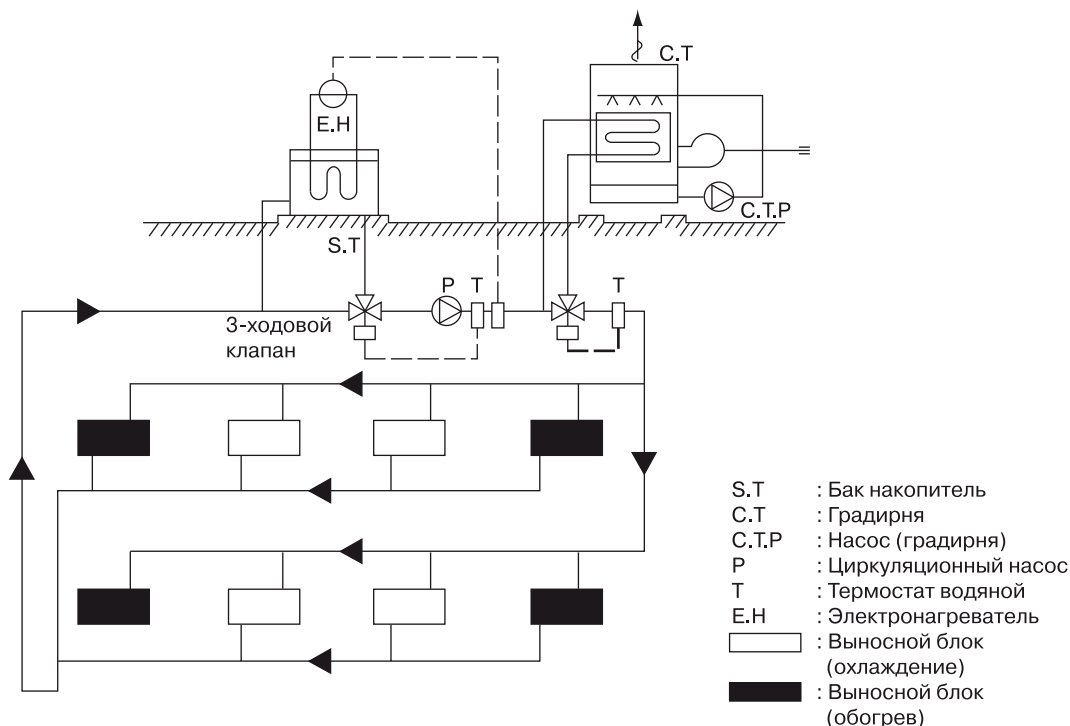 C.T
E.H
C.T.P
S.T
P
T
T
3-ходовой
клапан
S.T : Бак накопитель
C.T : Градирня
C.T.P : Насос (градирня)
P : Циркуляционный насос
T : Термостат водяной
E.H : Электронагреватель
: Выносной блок
(охлаждение)
: Выносной блок
(обогрев)